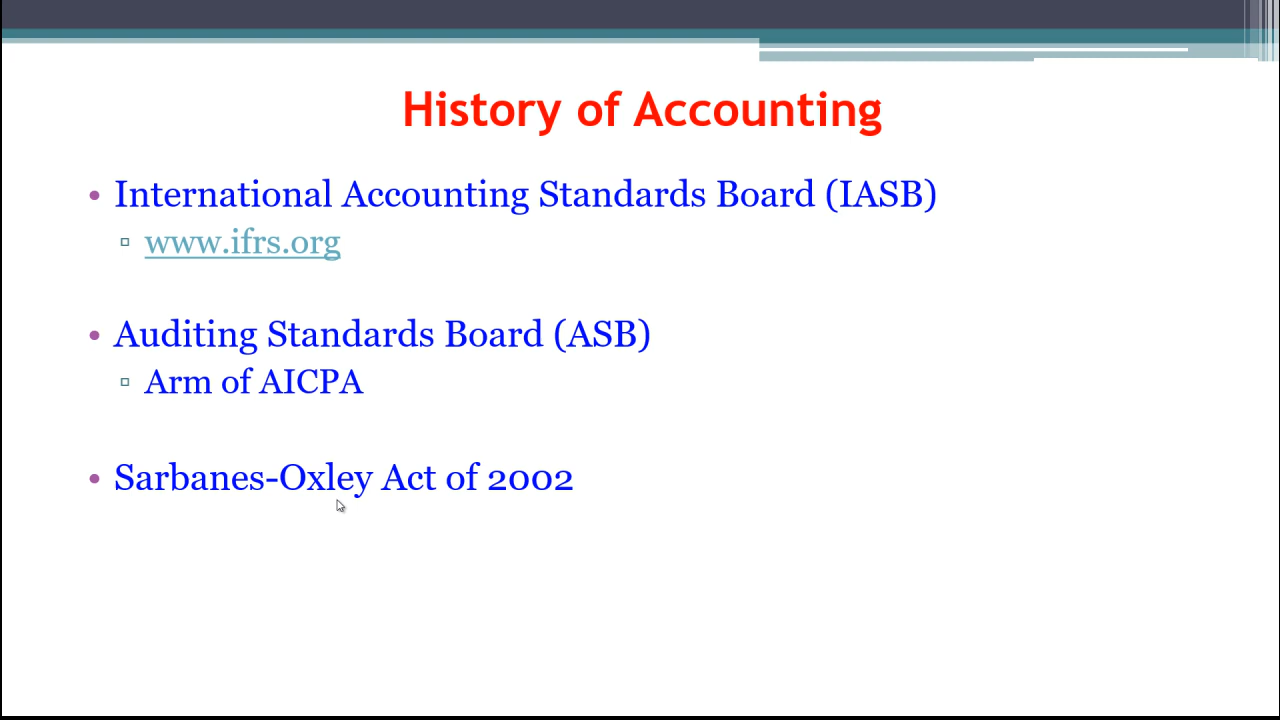 History of Accounting
• International Accounting Standards Board (IASB)
▫ www.ifrs.org
• Auditing Standards Board (ASB)
▫ Arm of AICPA
• Sarbanes-Oxley Act of 2002